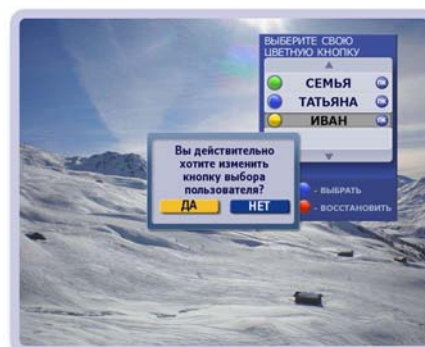 ВЫБЕРИТЕ СВОЮ
ЦВЕТНУЮ КНОПКУ
СЕМЬЯ
ТАТЬЯНА
ИВАН
Вы действительно
хотите изменить
кнопку выбора
пользователя?
ДА НЕТ
- ВЫБРАТЬ
- ВОССТАНОВИТЬ